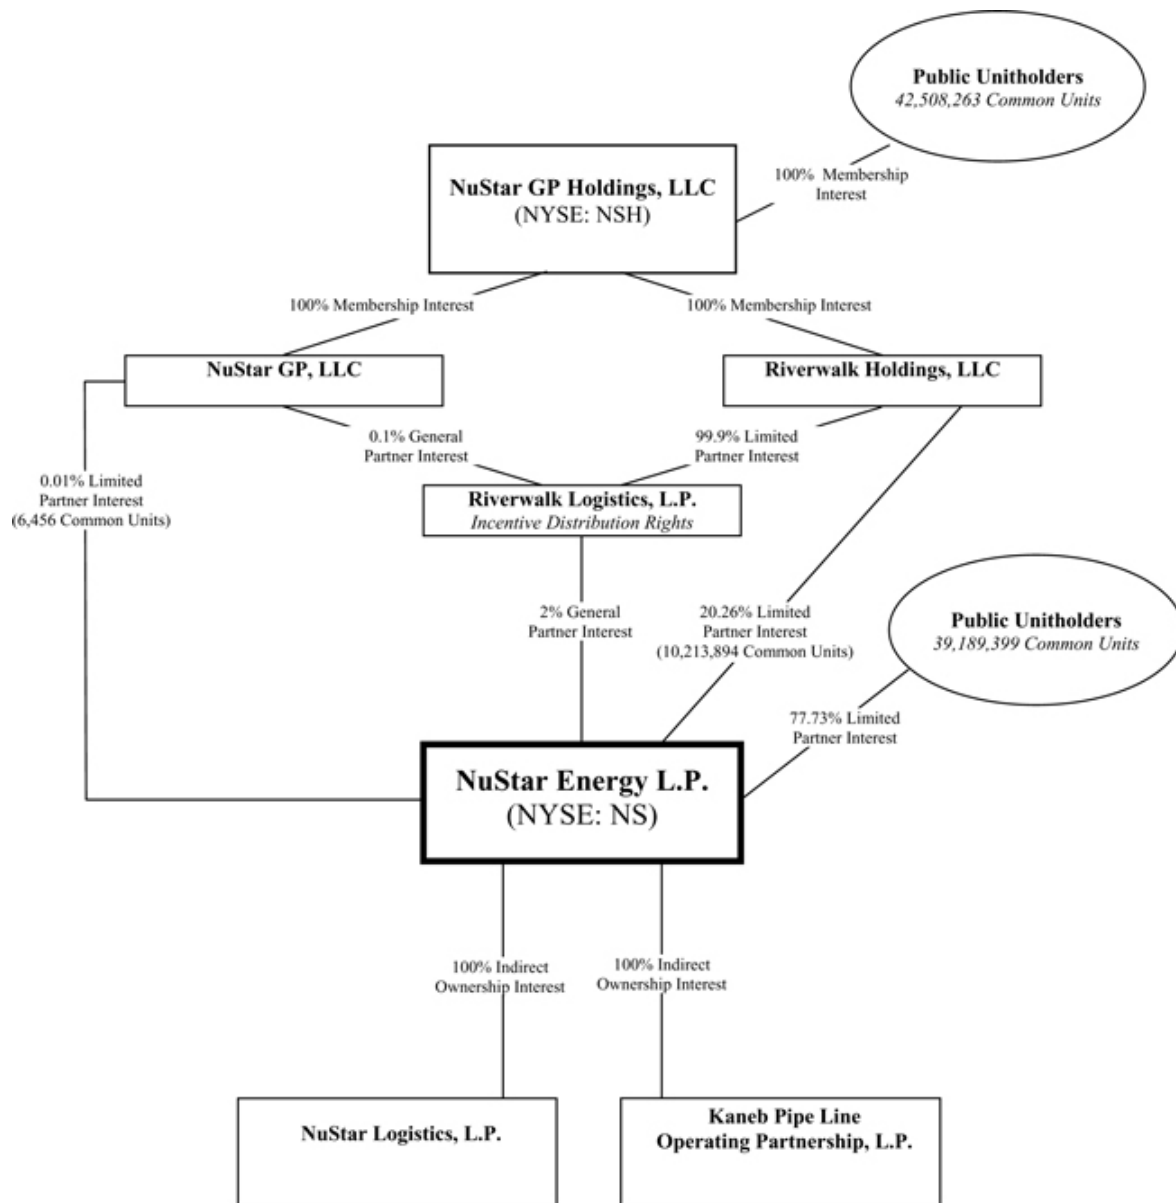 Public Unitholders
42,508,263 Common Units
100% Membership
Interest
NuStar GP Holdings, LLC
(NYSE: NSH)
100% Membership Interest
100% Membership Interest
NuStar GP, LLC
Riverwalk Holdings, LLC
0.1% General
Partner Interest
99.9% Limited
Partner Interest
0.01% Limited
Partner Interest
(6,456 Common Units)
Riverwalk Logistics, L.P.
Incentive Distribution Rights
2% General
Partner Interest
20.26% Limited
Partner Interest
(10,213,894 Common Units)
Public Unitholders
39,189,399 Common Units
77.73% Limited
Partner Interest
NuStar Energy L.P.
(NYSE: NS)
100% Indirect
Ownership Interest
100% Indirect
Ownership Interest
NuStar Logistics, L.P.
Kaneb Pipe Line
Operating Partnership, L.P.